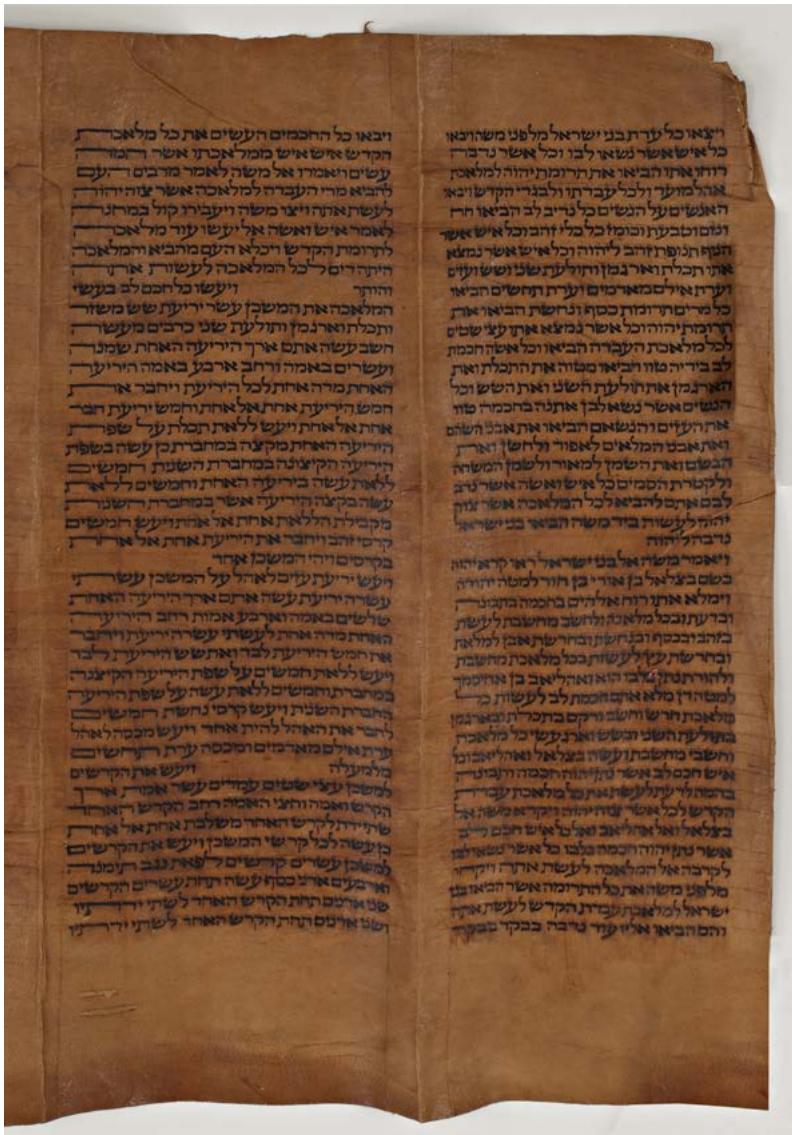 ויצאו כל עדת בני ישראל מלפני משה ויבאו
כל איש אשר נשאו לבו וכל אשר נדבה
רוחו אתו הביאו את תרומת יהוה למלאכת
אהל מועד ולכל עבדתו ולבגדי הקדש ויבאו
האנשים על הנשים כל נדיב לב הביאו חח
ונזם וטבעת וכומז כל כלי זהב וכל איש אשר
הניף תנופת זהב ליהוה וכל איש אשר נמצא
אתו תכלת וארגמן ותולעת שני ושש ועזים
וערת אילם מאדמים וערת תחשים הביאו
כל מרים תרומת כסף ונחשת הביאו את
תרומת יהוה וכל אשר נמצא אתו עצי שטים
לכל מלאכת העבדה הביאו וכל אשה חכמת
לב בידיה טוו ויביאו מטוה את התכלת ואת
הארגמן את תולעת השני ואת השש וכל
הנשים אשר נשא לבן אתנה בחכמה טוו
את העזים והנשאם הביאו את אבני השהם
ואת אבני המלאים לאפוד ולחשן ואת
הבשם ואת השמן למאור ולשמן המשחה
ולקטרת הסמים כל איש ואשה אשר נדב
לבם אתם להביא לכל המלאכה אשר צוה
יהוה לעשות ביד משה הביאו בני ישראל
נדבה ליהוה
ויאמר משה אל בני ישראל ראו קרא יהוה
בשם בצלאל בן אורי בן חור למטה יהודה
וימלא אתו רוח אלהים בחכמה בתבונה
ובדעת ובכל מלאכה ולחשב מחשבת לעשת
בזהב ובכסף ובנחשת ובחרשת אבן למלאת
ובחרשת עץ לעשות בכל מלאכת מחשבת
ולהורת נתן בלבו הוא ואהליאב בן אחיסמך
למטה דן מלא אתם חכמת לב לעשות כל
מלאכת חרש וחשב ורקם בתכלת ובארגמן
בתולעת השני ובשש וארג עשי כל מלאכה
וחשבי מחשבת ועשה בצלאל ואהליאב וכל
איש חכם לב אשר נתן יהוה חכמה ותבונה
בהמה לדעת לעשת את כל מלאכת עבדת
הקדש לכל אשר צוה יהוה ויקרא משה אל
בצלאל ואל אהליאב ואל כל איש חכם לב
אשר נתן יהוה חכמה בלבו כל אשר נשאו לבו
לקרבה אל המלאכה לעשת אתה ויקחו
מלפני משה את כל התרומה אשר הביאו בני
ישראל למלאכת עבדת הקדש לעשת אתה
והם הביאו אליו עוד נדבה בבקר בבקר
ויבאו כל החכמים העשים את כל מלאכת
הקדש איש איש ממלאכתו אשר המה
עשים ויאמרו אל משה לאמר מרבים העם
להביא מדי העבדה למלאכה אשר צוה יהוה
לעשת אתה ויצו משה ויעבירו קול במחנה
לאמר איש ואשה אל יעשו עוד מלאכה
לתרומת הקדש ויכלא העם מהביא והמלאכה
היתה דים לכל המלאכה לעשות אתה
והותר ויעשו כל חכם לב בעשי
המלאכה את המשכן עשר יריעת שש משזר
ותכלת וארגמן ותולעת שני כרבים מעשה
חשב עשה אתם ארך היריעה האחת שמנה
ועשרים באמה ורחב ארבע באמה היריעה
האחת מדה אחת לכל היריעת ויחבר את
חמש היריעת אחת אל אחת וחמש יריעת חבר
אחת אל אחת ויעש ללאת תכלת על שפת
היריעה האחת מקצה במחברת כן עשה בשפת
היריעה הקיצונה במחברת השנית חמשים
ללאת עשה ביריעה האחת וחמשים ללאת
עשה בקצה היריעה אשר במחברת השנית
מקבילת הללאת אחת אל אחת ויעש חמשים
קרסי זהב ויחבר את היריעת אחת אל אחת
בקרסים ויהי המשכן אחד
ויעש יריעת עזים לאהל על המשכן עשתי
עשרה יריעת עשה אתם ארך היריעה האחת
שלשים באמה וארבע אמות רחב היריעה
האחת מדה אחת לעשתי עשרה יריעת ויחבר
את חמש היריעת לבד ואת שש היריעת לבד
ויעש ללאת חמשים על שפת היריעה הקיצנה
במחברת וחמשים ללאת עשה על שפת היריעה
החברת השנית ויעש קרסי נחשת חמשים
לחבר את האהל להית אחד ויעש מכסה לאהל
ערת אילם מאדמים ומכסה ערת תחשים
מלמעלה ויעש את הקרשים
למשכן עצי שטים עמדים עשר אמות ארך
הקרש ואמה וחצי האמה רחב הקרש האחד
שתי ידת לקרש האחד משלבת אחת אל אחת
כן עשה לכל קרשי המשכן ויעש את הקרשים
למשכן עשרים קרשים לפאת נגב תימנה
וארבעים אדני כסף עשה תחת עשרים הקרשים
שני אדנים תחת הקרש האחד לשתי ידתיו
ושני אדנים תחת הקרש האחד לשתי ידתיו